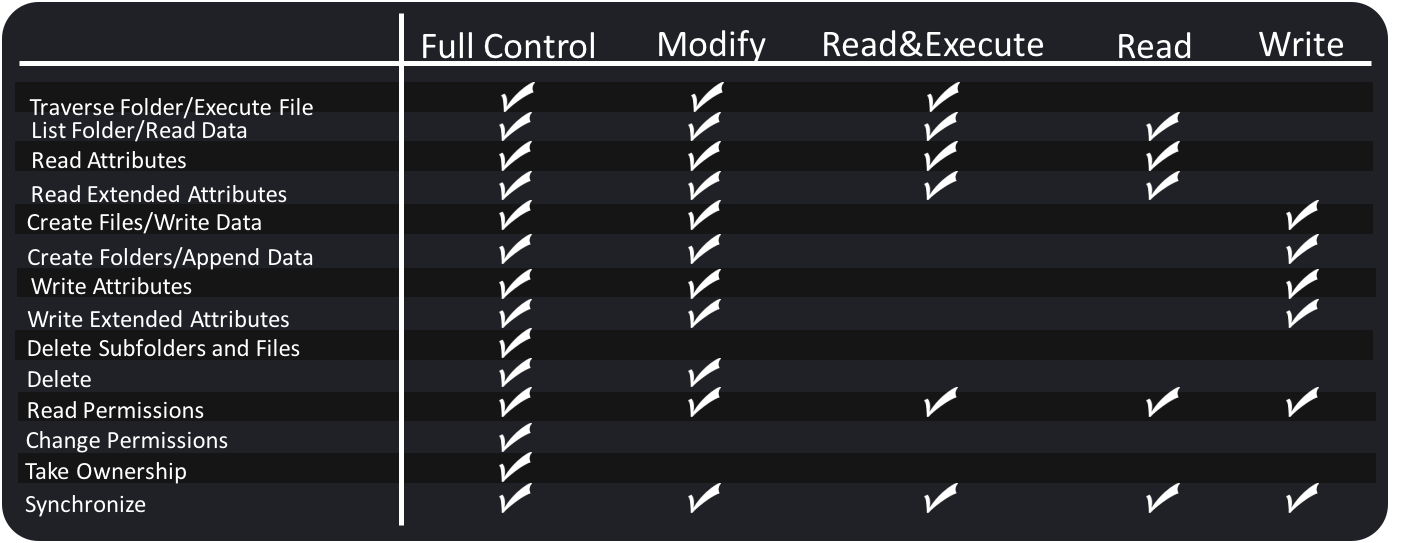 Full Control Modify Read&Execute Read Write
Traverse Folder/Execute File
List Folder/Read Data
Read Attributes
Read Extended Attributes
Create Files/Write Data
Create Folders/Append Data
Write Attributes
Write Extended Attributes
Delete Subfolders and Files
Delete
Read Permissions
Change Permissions
Take Ownership
Synchronize